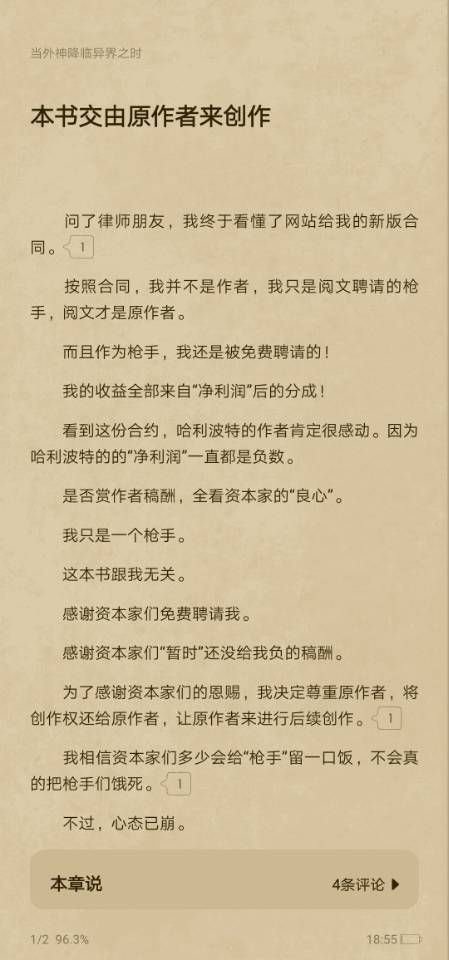 当外神降临异界之时
本书交由原作者来创作
问了律师朋友，我终于看懂了网站给我的新版合
同。 1
按照合同，我并不是作者，我只是阅文聘请的枪
手，阅文才是原作者。
而且作为枪手，我还是被免费聘请的！
我的收益全部来自“净利润”后的分成！
看到这份合约，哈利波特的作者肯定很感动。因为
哈利波特的的“净利润”一直都是负数。
是否赏作者稿酬，全看资本家的“良心”。
我只是一个枪手。
这本书跟我无关。
感谢资本家们免费聘请我。
感谢资本家们“暂时”还没给我负的稿酬。
为了感谢资本家们的恩赐，我决定尊重原作者，将
创作权还给原作者，让原作者来进行后续创作。 1
我相信资本家们多少会给“枪手”留一口饭，不会真
的把枪手们饿死。 1
不过，心态已崩。
本章说 4条评论
1/2 96.3% 18:55